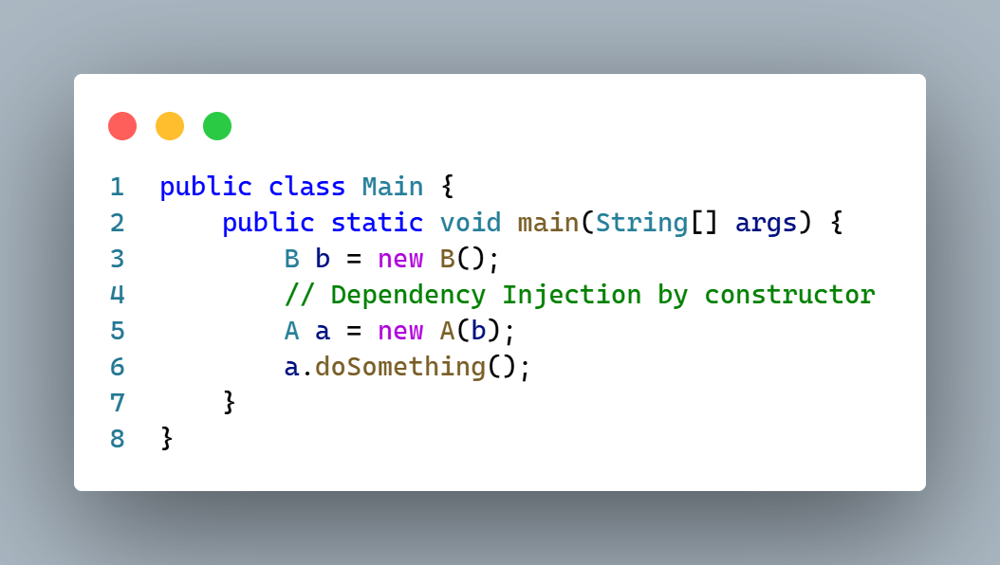 1 public class Main {
2     public static void main(String[] args) {
3         B b = new B();
4         // Dependency Injection by constructor
5         A a = new A(b);
6         a.doSomething();
7     }
8 }